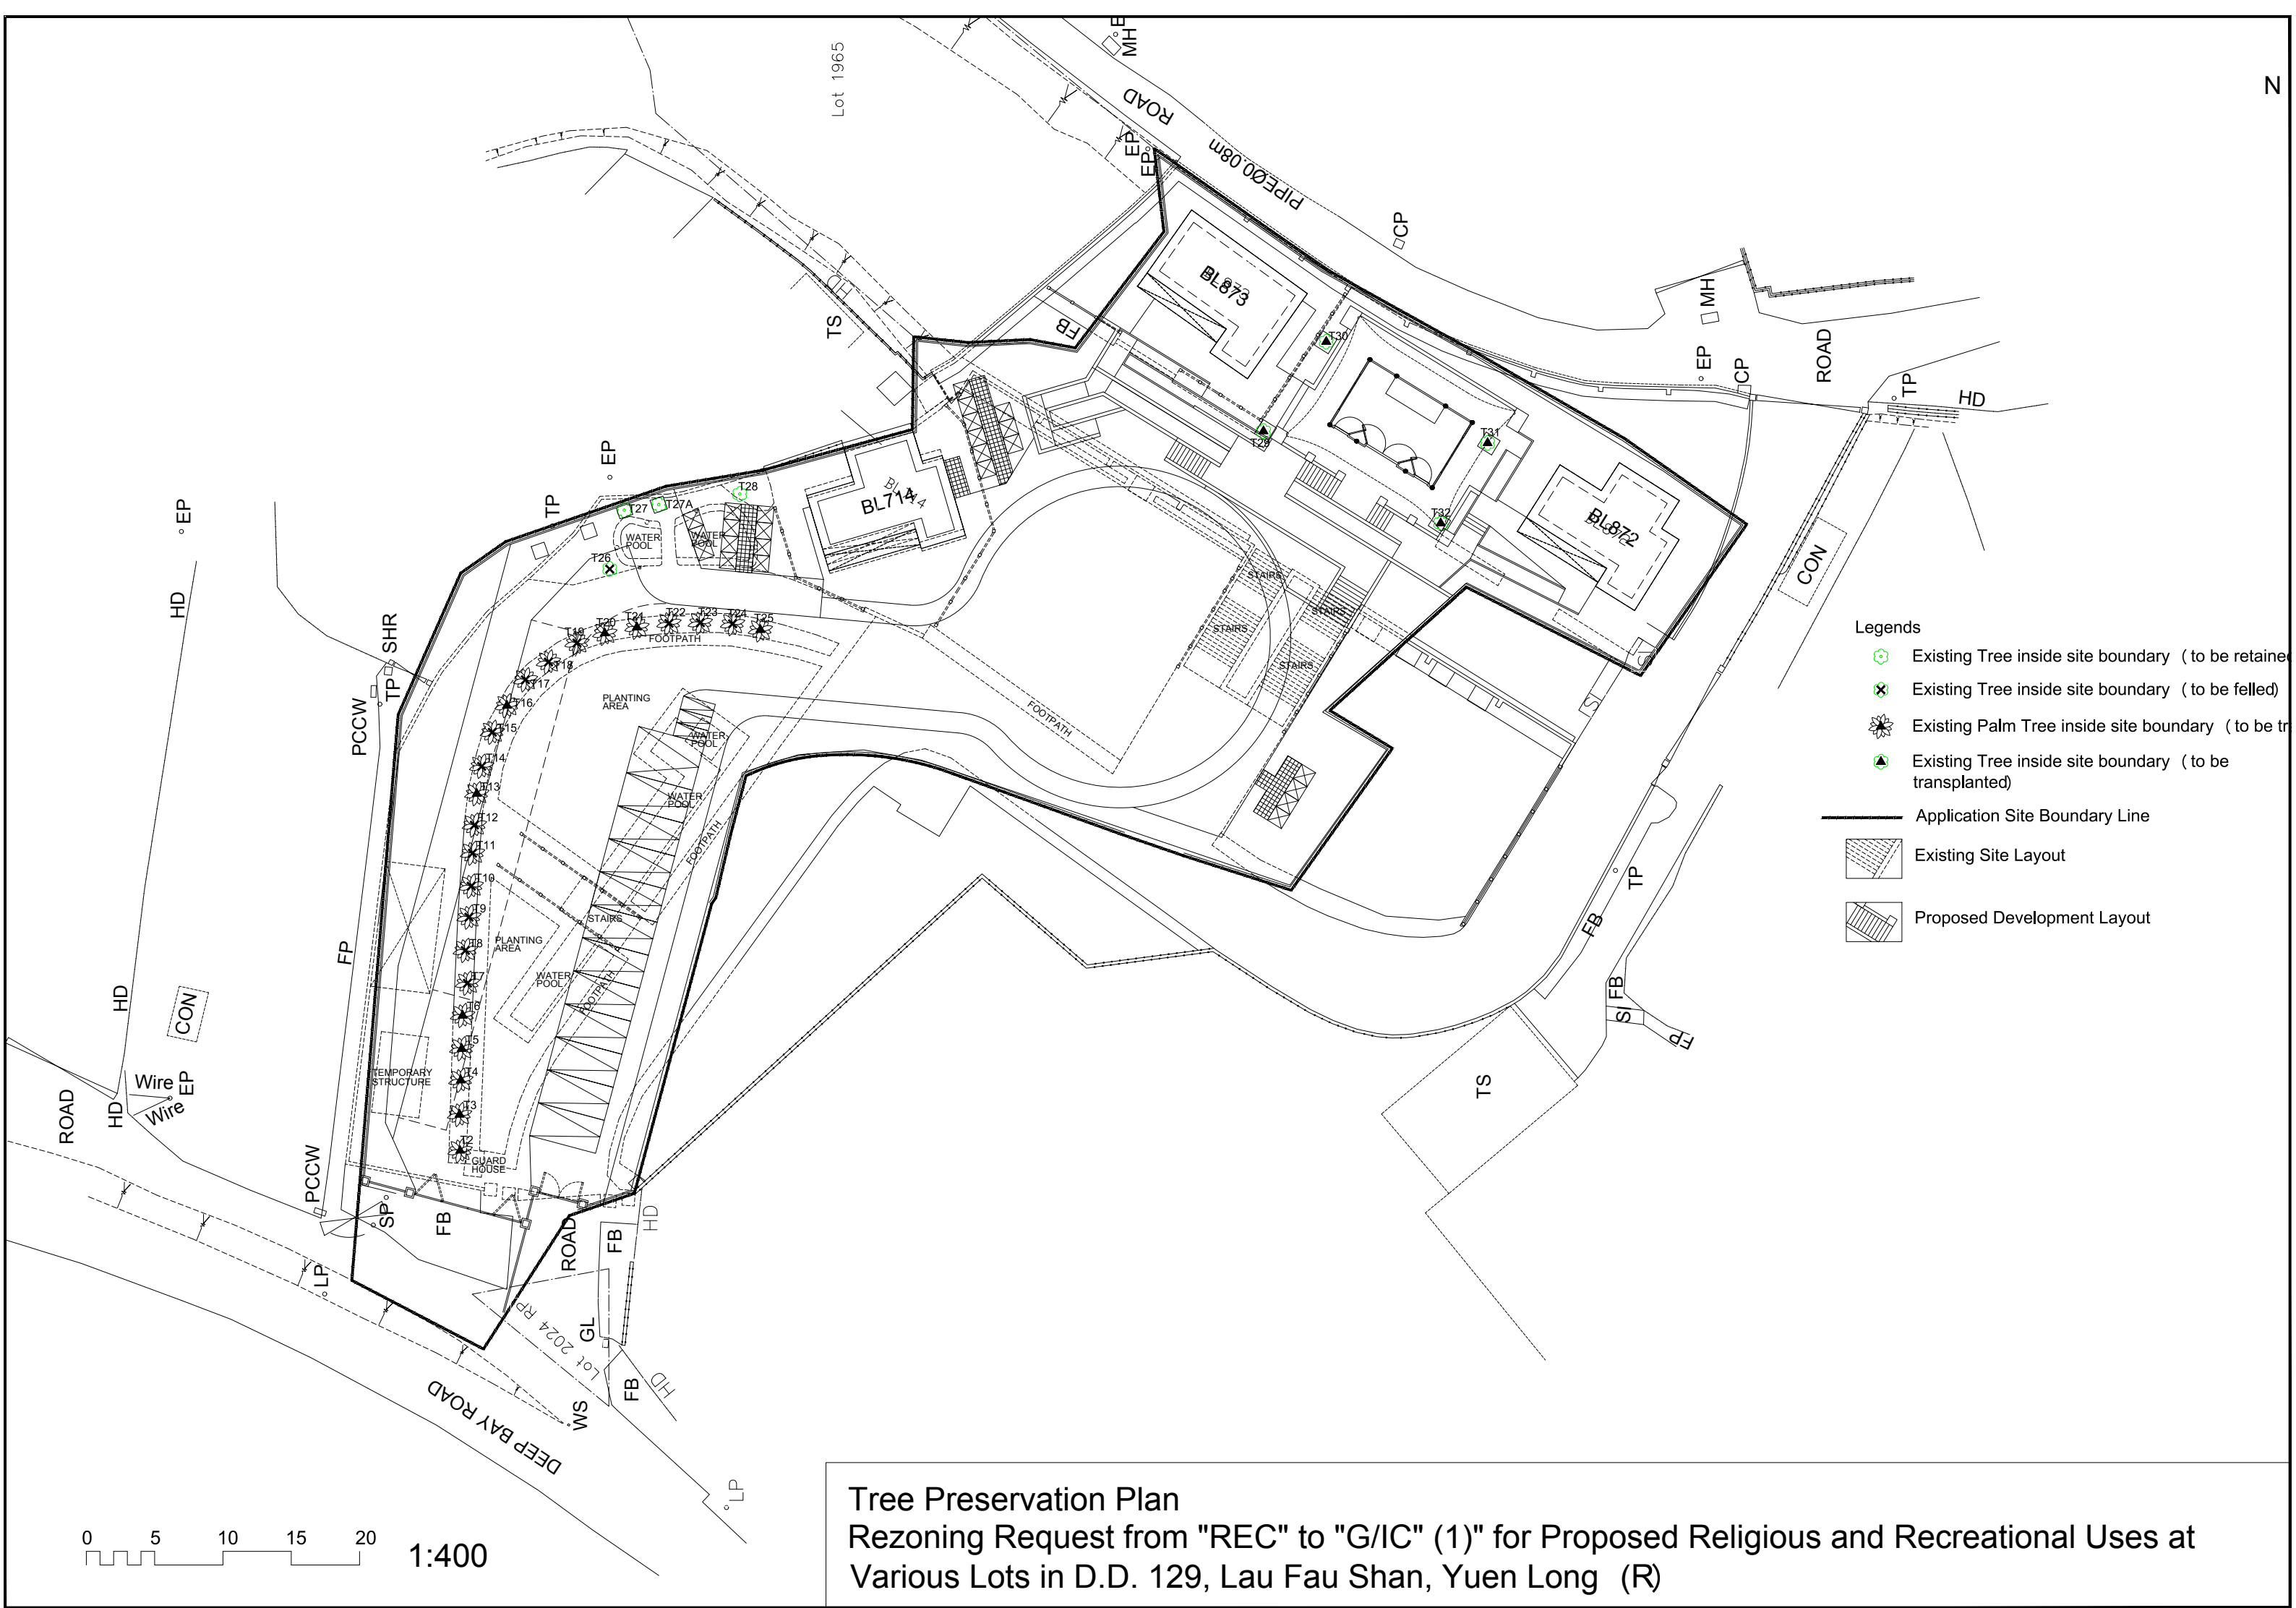 Lot 1965
EP
MH
N
ROAD
EP
EP
PIPEØ0.08m
CP
HD
TS
FB
BL873
T30
MH
EP
CP
ROAD
TP
HD
T29
T31
T32
BL872
CON
EP
TP
EP
HD
T28
T27
T27A
WATER
POOL
WATER
POOL
BL714
T26
SHR
TP
PCCW
T19
T20
T21
T22
T23
T24
T25
FOOTPATH
T18
T17
T16
T15
T14
T13
T12
T11
T10
T9
T8
T7
T6
T5
T4
T3
T2
PLANTING
AREA
WATER
POOL
WATER
POOL
FOOTPATH
FOOTPATH
STAIRS
STAIRS
STAIRS
STAIRS
STAIRS
PLANTING
AREA
WATER
POOL
FOOTPATH
TEMPORARY
STRUCTURE
GUARD
HOUSE
FP
HD
CON
Wire
EP
Wire
HD
ROAD
PCCW
SP
FB
ROAD
FB
HD
LP
Lot 2024 RP
GL
FB
HD
WS
DEEP BAY ROAD
LP
SI
TP
FB
FB
SI
FP
TS
Legends
Existing Tree inside site boundary (to be retained
Existing Tree inside site boundary (to be felled)
Existing Palm Tree inside site boundary (to be tr
Existing Tree inside site boundary (to be
transplanted)
Application Site Boundary Line
Existing Site Layout
Proposed Development Layout
0 5 10 15 20
1:400
Tree Preservation Plan
Rezoning Request from "REC" to "G/IC" (1)" for Proposed Religious and Recreational Uses at
Various Lots in D.D. 129, Lau Fau Shan, Yuen Long (R)